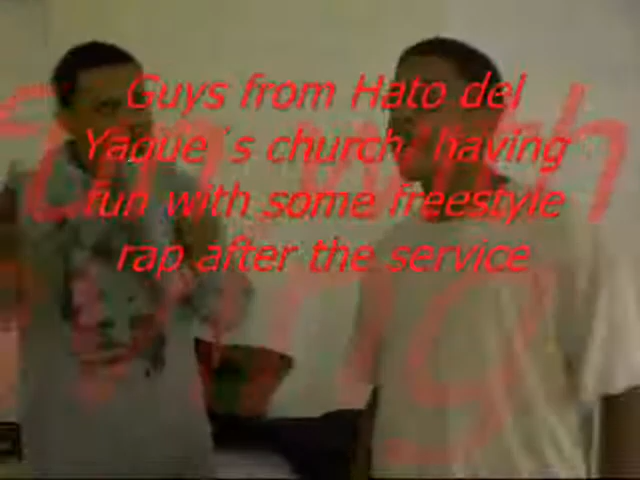 Guys from Hato del
Yaque´s church, having
fun with some freestyle
rap after the service